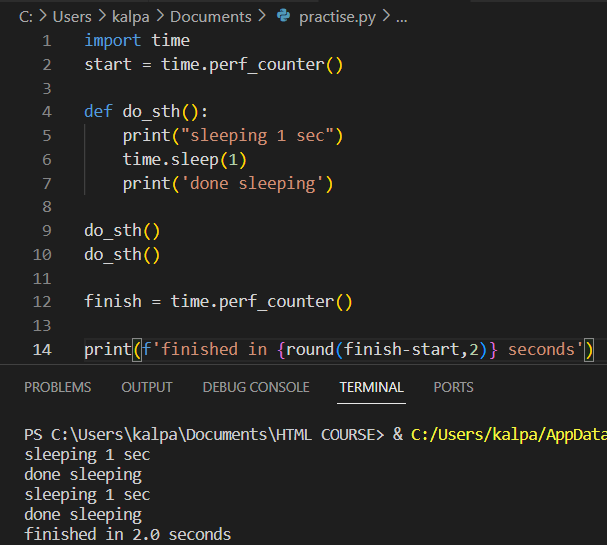 C: > Users > kalpa > Documents > practise.py > ...
1 import time
2 start = time.perf_counter()
3
4 def do_sth():
5     print("sleeping 1 sec")
6     time.sleep(1)
7     print('done sleeping')
8
9 do_sth()
10 do_sth()
11
12 finish = time.perf_counter()
13
14 print(f'finished in {round(finish-start,2)} seconds')
PROBLEMS OUTPUT DEBUG CONSOLE TERMINAL PORTS
PS C:\Users\kalpa\Documents\HTML COURSE> & C:/Users/kalpa/AppData
sleeping 1 sec
done sleeping
sleeping 1 sec
done sleeping
finished in 2.0 seconds